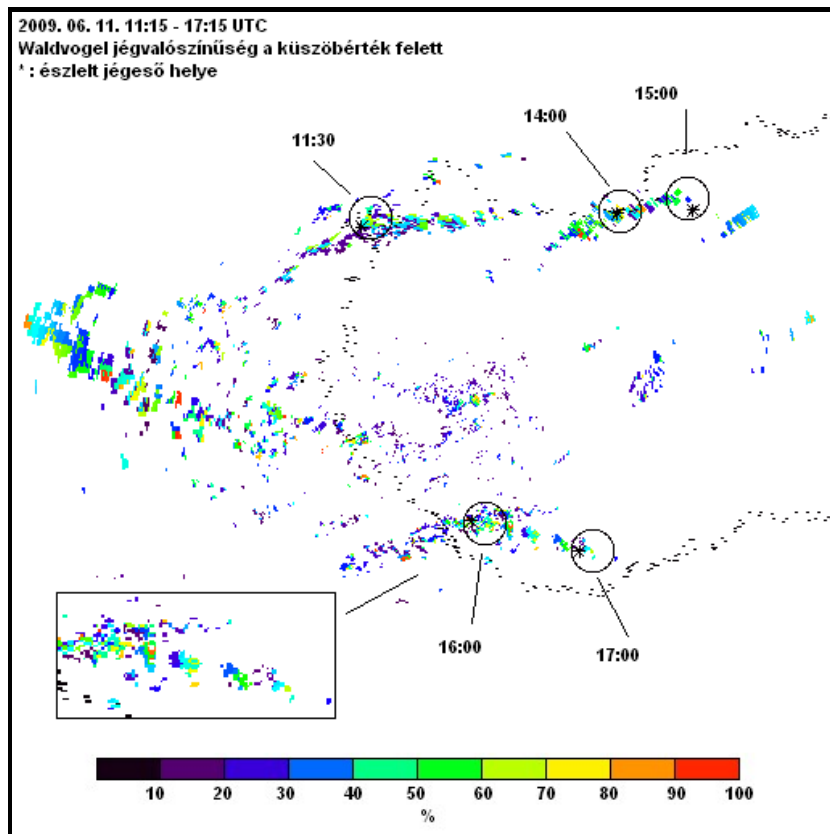 2009. 06. 11. 11:15 - 17:15 UTC
Waldvogel jégvalószínűség a küszöbérték felett
* : észlelt jégeső helye
15:00
14:00
11:30
16:00
17:00
10 20 30 40 50 60 70 80 90 100
%